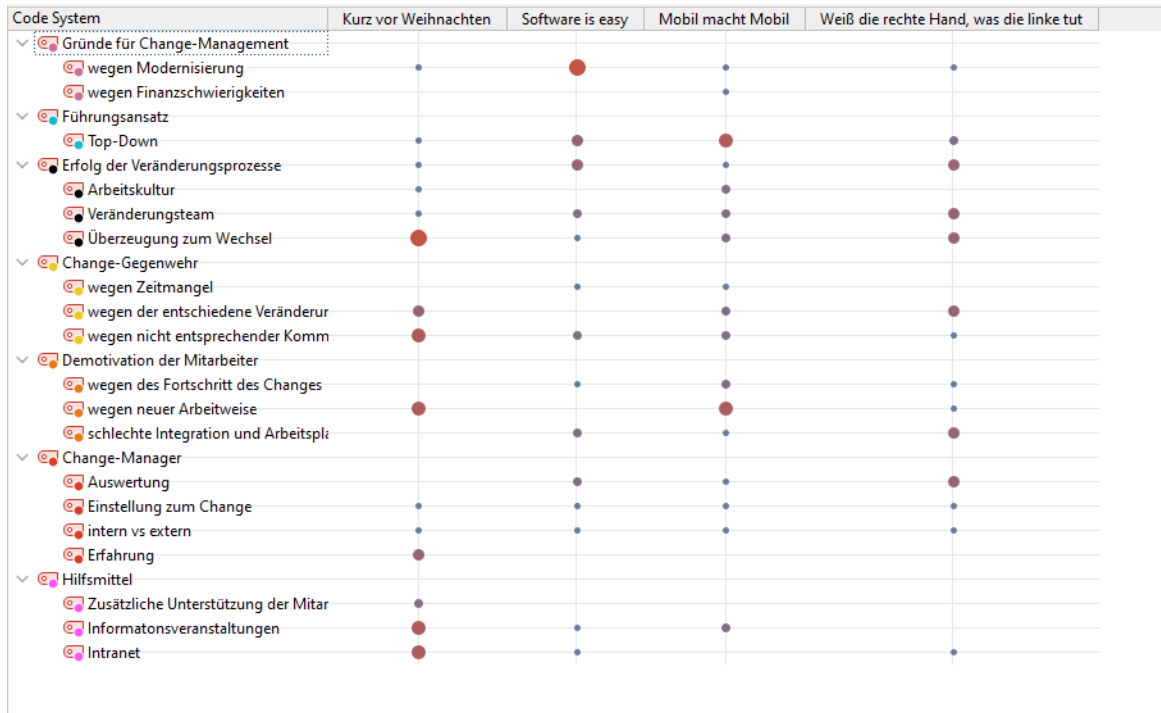 Code System Kurz vor Weihnachten Software is easy Mobil macht Mobil Weiß die rechte Hand, was die linke tut
Gründe für Change-Management
wegen Modernisierung
wegen Finanzschwierigkeiten
Führungsansatz
Top-Down
Erfolg der Veränderungsprozesse
Arbeitskultur
Veränderungsteam
Überzeugung zum Wechsel
Change-Gegenwehr
wegen Zeitmangel
wegen der entschiedene Veränderur
wegen nicht entsprechender Komm
Demotivation der Mitarbeiter
wegen des Fortschritt des Changes
wegen neuer Arbeitweise
schlechte Integration und Arbeitspla
Change-Manager
Auswertung
Einstellung zum Change
intern vs extern
Erfahrung
Hilfsmittel
Zusätzliche Unterstützung der Mitar
Informatonsveranstaltungen
Intranet